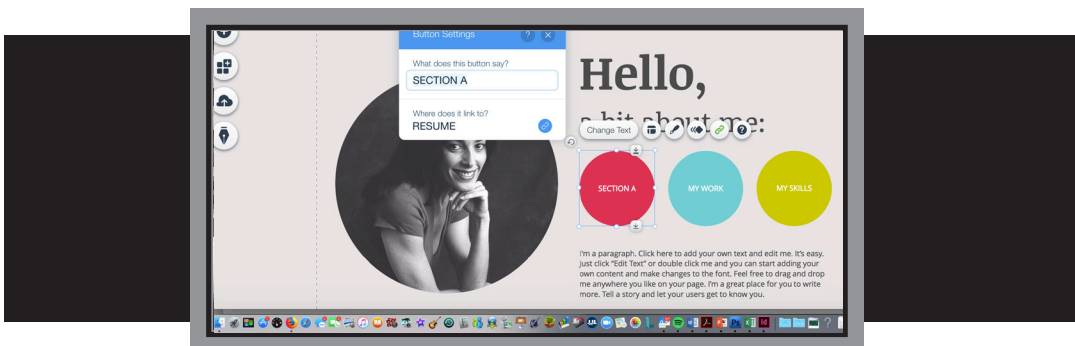 Button Settings
?
What does this button say?
SECTION A
Where does it link to?
RESUME
Hello,
a bit about me:
Change Text
?
SECTION A
MY WORK
MY SKILLS
I'm a paragraph. Click here to add your own text and edit me. It's easy.
Just click "Edit Text" or double click me and you can start adding your
own content and make changes to the font. Feel free to drag and drop
me anywhere you like on your page. I'm a great place for you to write
more. Tell a story and let your users get to know you.